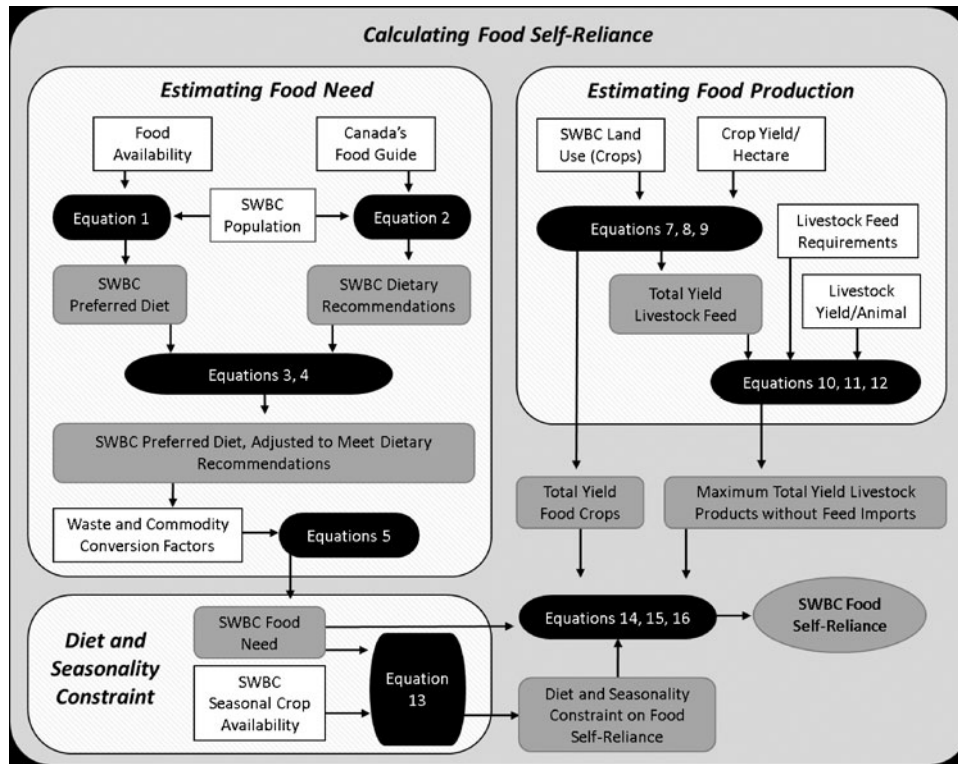 Calculating Food Self-Reliance
Estimating Food Need
Food
Availability
Canada's
Food Guide
Equation 1
SWBC
Population
Equation 2
SWBC
Preferred Diet
SWBC Dietary
Recommendations
Equations 3, 4
SWBC Preferred Diet, Adjusted to Meet Dietary
Recommendations
Waste and Commodity
Conversion Factors
Equations 5
Estimating Food Production
SWBC Land
Use (Crops)
Crop Yield/
Hectare
Equations 7, 8, 9
Livestock Feed
Requirements
Total Yield
Livestock Feed
Livestock
Yield/Animal
Equations 10, 11, 12
Total Yield
Food Crops
Maximum Total Yield Livestock
Products without Feed Imports
Diet and
Seasonality
Constraint
SWBC Food
Need
SWBC
Seasonal Crop
Availability
Equation
13
Equations 14, 15, 16
SWBC Food
Self-Reliance
Diet and Seasonality
Constraint on Food
Self-Reliance